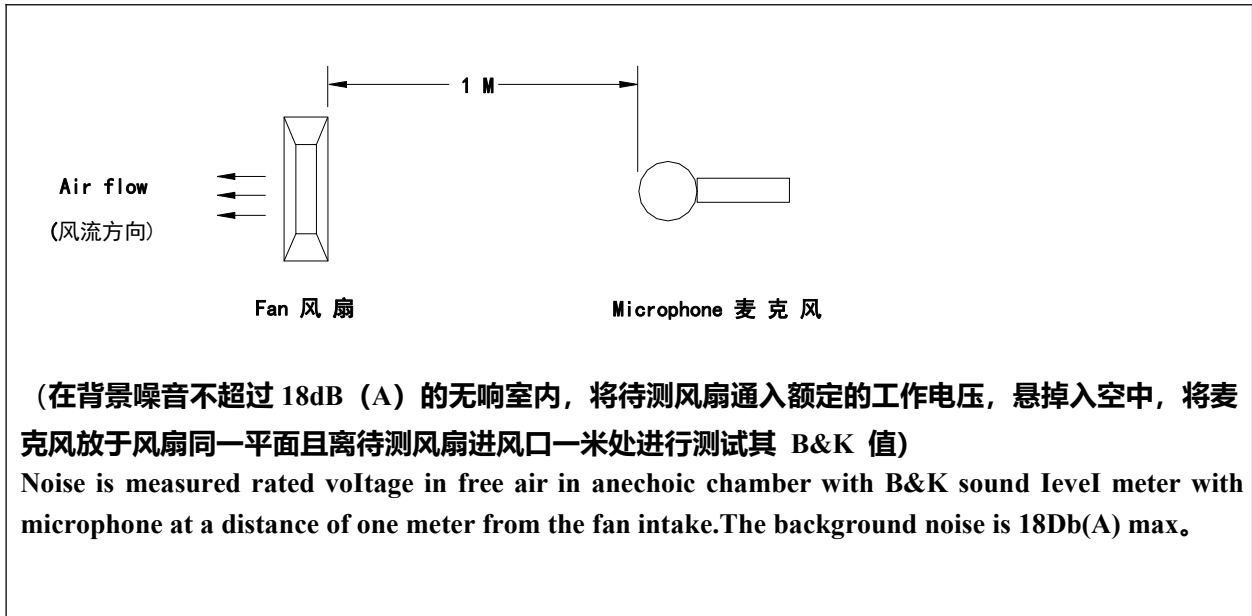 1 M
Air flow
(风流方向)
Fan 风 扇
Microphone 麦 克 风
（在背景噪音不超过 18dB（A）的无响室内，将待测风扇通入额定的工作电压，悬掉入空中，将麦
克风放于风扇同一平面且离待测风扇进风口一米处进行测试其 B&K 值)
Noise is measured rated voItage in free air in anechoic chamber with B&K sound IeveI meter with
microphone at a distance of one meter from the fan intake.The background noise is 18Db(A) max。